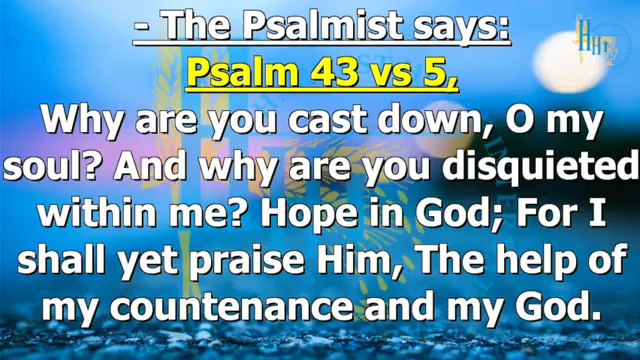 - The Psalmist says:
Psalm 43 vs 5,
Why are you cast down, O my
soul? And why are you disquieted
within me? Hope in God; For I
shall yet praise Him, The help of
my countenance and my God.